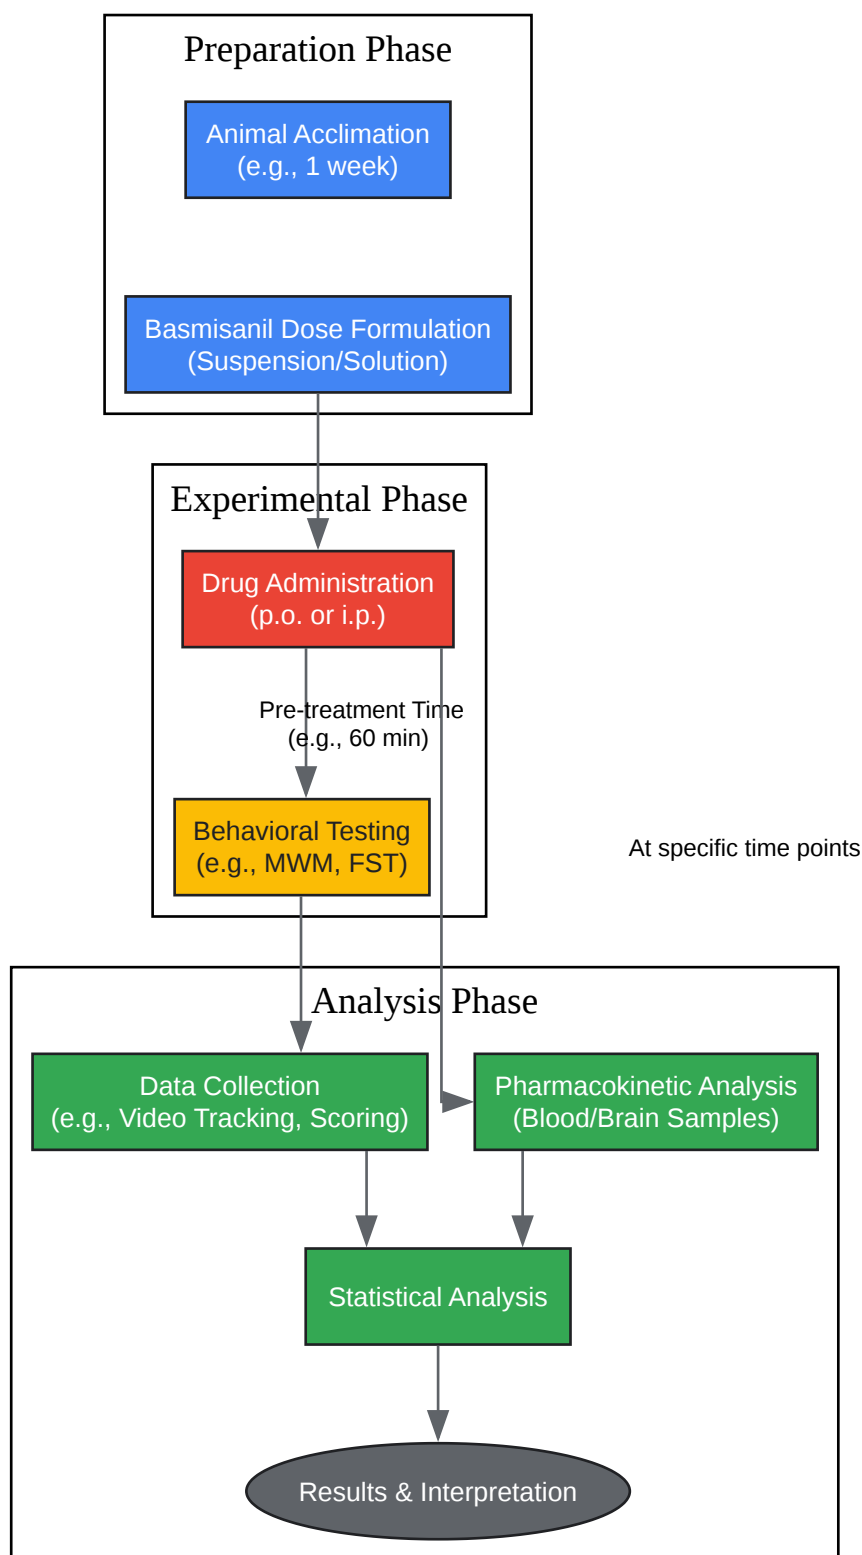 Preparation Phase
Animal Acclimation
(e.g., 1 week)
Basmisanil Dose Formulation
(Suspension/Solution)
Experimental Phase
Drug Administration
(p.o. or i.p.)
Pre-treatment Time
(e.g., 60 min)
Behavioral Testing
(e.g., MWM, FST)
At specific time points
Analysis Phase
Data Collection
(e.g., Video Tracking, Scoring)
Pharmacokinetic Analysis
(Blood/Brain Samples)
Statistical Analysis
Results & Interpretation